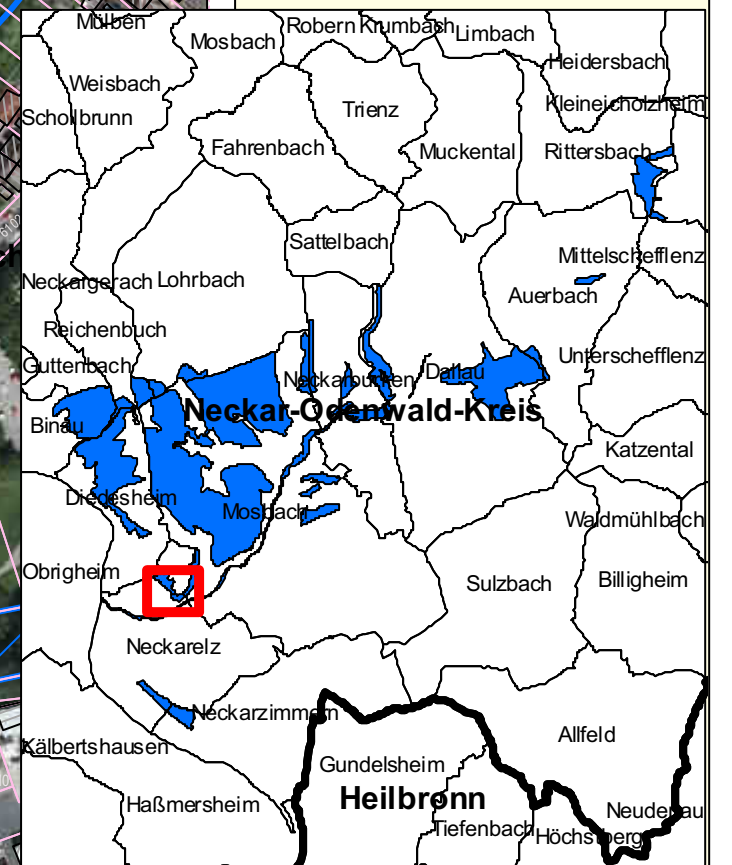 Mülben
Mosbach
Robern
Krumbach
Limbach
Heidersbach
Weisbach
Trienz
Kleineicholzheim
Schollbrunn
Fahrenbach
Muckental
Rittersbach
Sattelbach
Mittelschefflenz
Neckargerach
Lohrbach
Auerbach
Reichenbuch
Unterschefflenz
Guttenbach
Neckarburken
Dallau
Neckar-Odenwald-Kreis
Binau
Katzental
Diedesheim
Mosbach
Waldmühlbach
Obrigheim
Sulzbach
Billigheim
Neckarelz
Neckarzimmern
Allfeld
Kälbertshausen
Gundelsheim
Heilbronn
Haßmersheim
Neudenau
Tiefenbach
Höchstberg